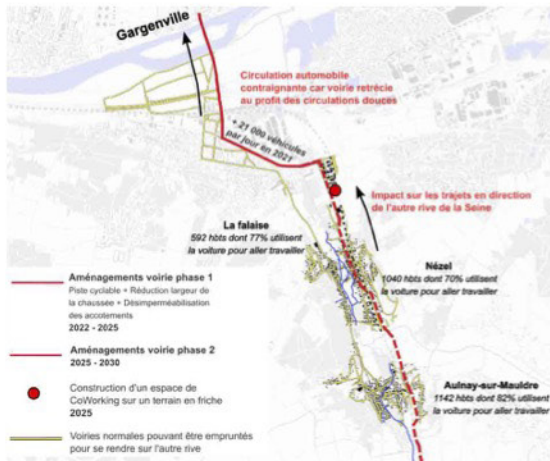 Gargenville
Circulation automobile
contraignante car voirie retrécie
au profit des circulations douces
+ 21 000 véhicules
par jour en 2021
Impact sur les trajets en direction
de l'autre rive de la Seine
La falaise
592 hbts dont 77% utilisent
la voiture pour aller travailler
Nézel
1040 hbts dont 70% utilisent
la voiture pour aller travailler
Aménagements voirie phase 1
Piste cyclable + Réduction largeur de
la chaussée + Désimperméabilisation
des accotements
2022 - 2025
Aménagements voirie phase 2
2025 - 2030
Construction d'un espace de
CoWorking sur un terrain en friche
2025
Aulnay-sur-Mauldre
1142 hbts dont 82% utilisent
la voiture pour aller travailler
Voiries normales pouvant être empruntés
pour se rendre sur l'autre rive